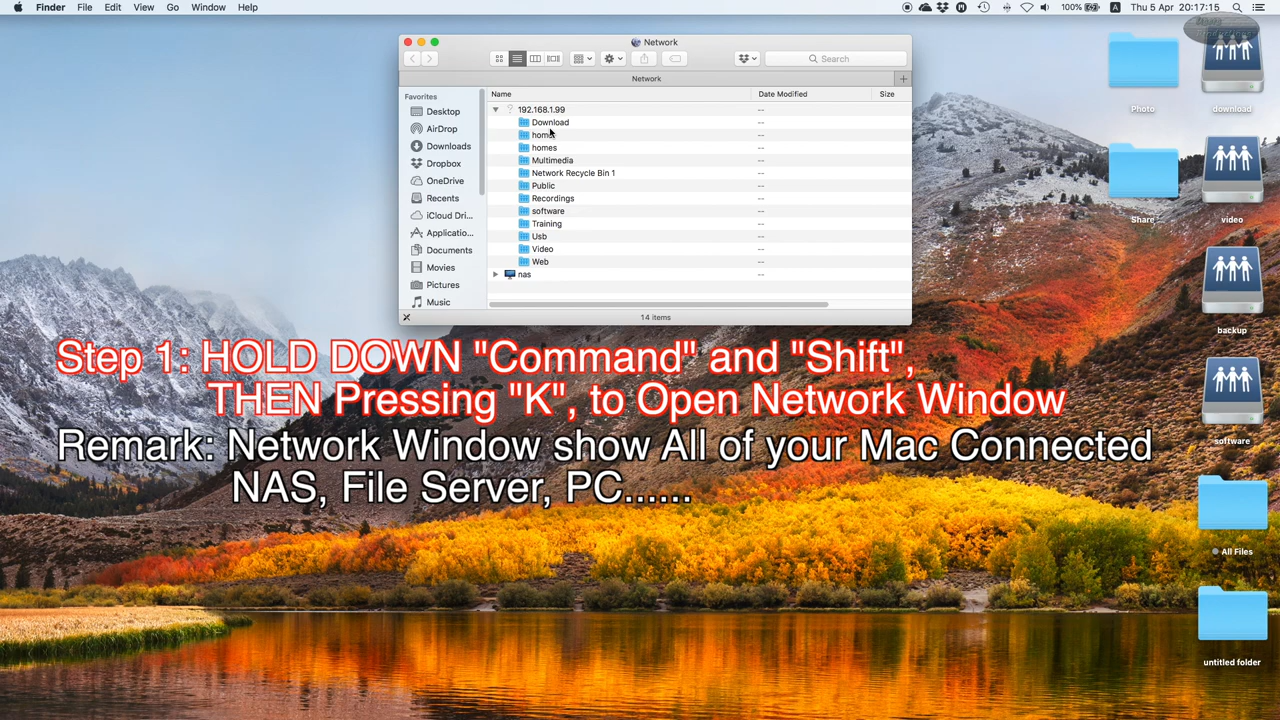 Finder File Edit View Go Window Help
100% A Thu 5 Apr 20:17:15
Network
Search
Network
Favorites
Desktop
AirDrop
Downloads
Dropbox
OneDrive
Recents
iCloud Dri...
Applicatio...
Documents
Movies
Pictures
Music
Name Date Modified Size
192.168.1.99 --
Download --
home --
homes --
Multimedia --
Network Recycle Bin 1 --
Public --
Recordings --
software --
Training --
Usb --
Video --
Web --
nas --
14 items
Photo
download
Share
video
backup
software
All Files
untitled folder
Step 1: HOLD DOWN "Command" and "Shift",
THEN Pressing "K", to Open Network Window
Remark: Network Window show All of your Mac Connected
NAS, File Server, PC......